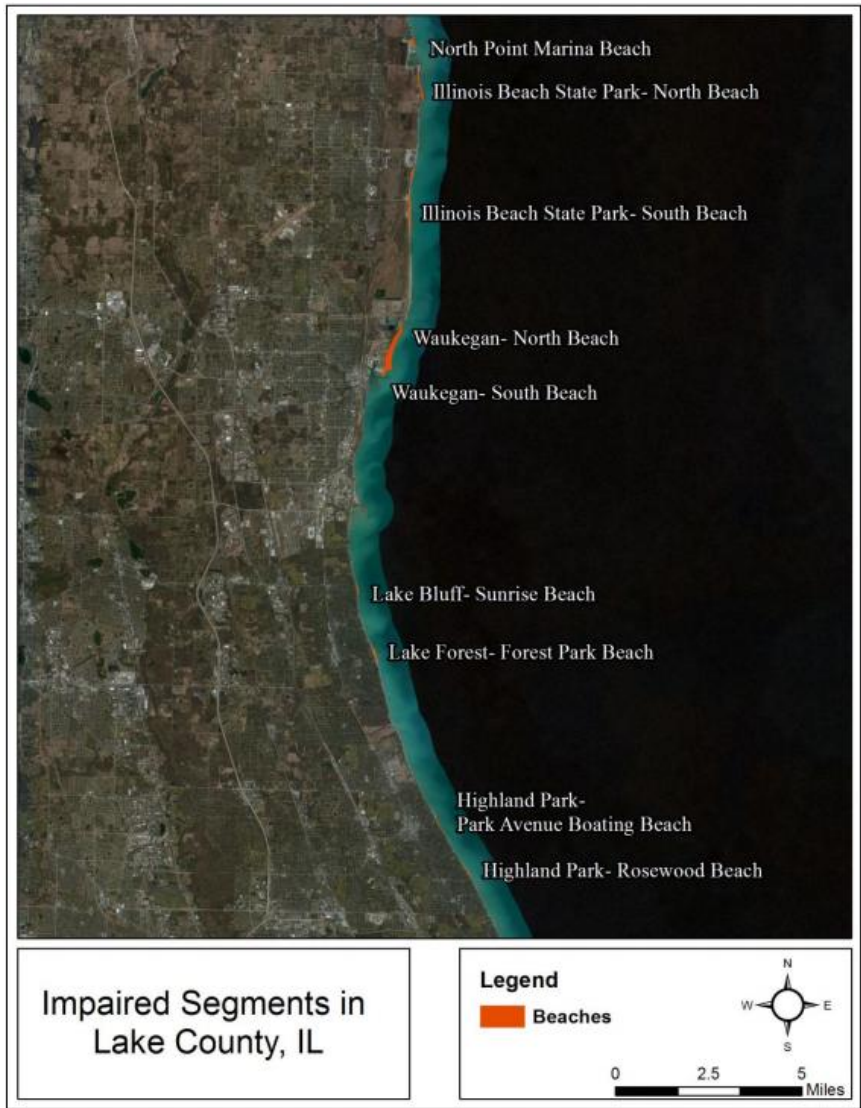 North Point Marina Beach
Illinois Beach State Park- North Beach
Illinois Beach State Park- South Beach
Waukegan- North Beach
Waukegan- South Beach
Lake Bluff- Sunrise Beach
Lake Forest- Forest Park Beach
Highland Park-
Park Avenue Boating Beach
Highland Park- Rosewood Beach
Impaired Segments in
Lake County, IL
Legend
Beaches
N
W E
S
0 2.5 5
Miles